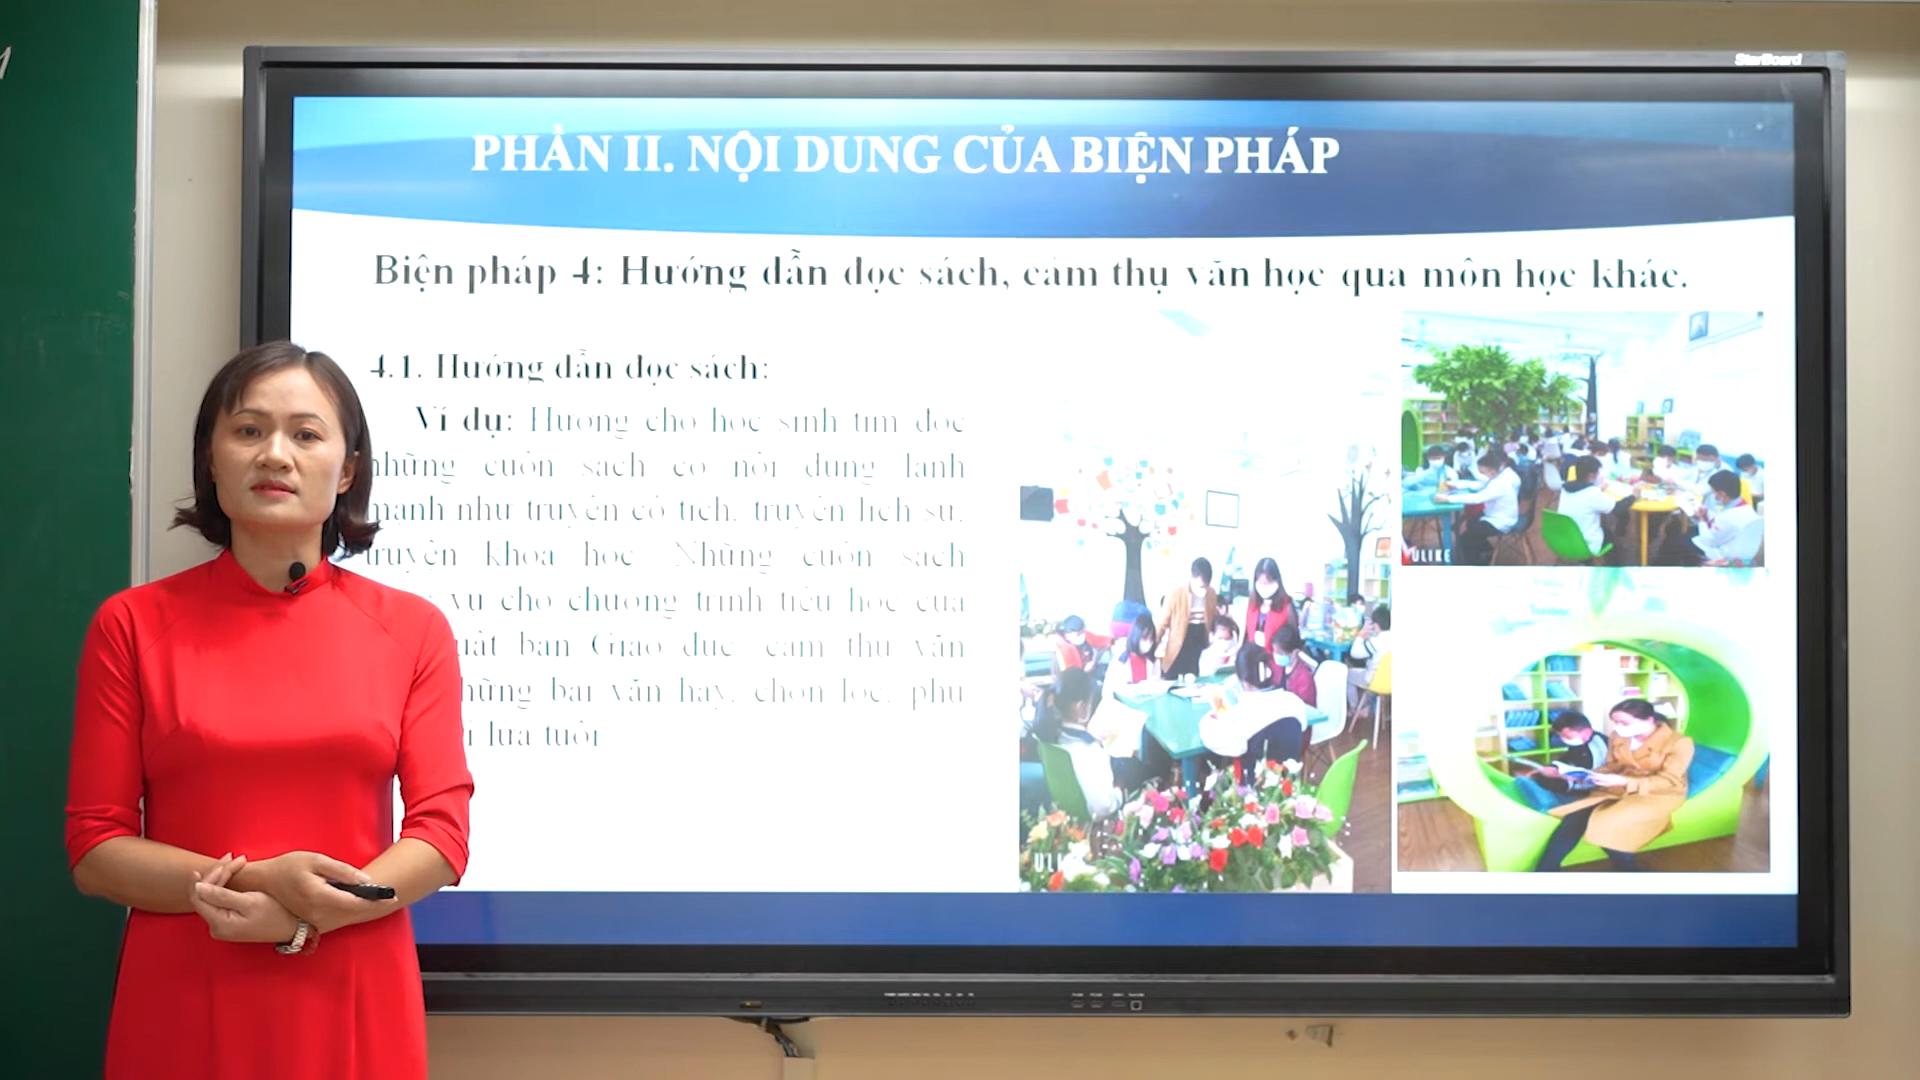 StarBoard
PHẦN II. NỘI DUNG CỦA BIỆN PHÁP
Biện pháp 4: Hướng dẫn đọc sách, cảm thụ văn học qua môn học khác.
4.1. Hướng dẫn đọc sách:
Ví dụ: Hướng cho học sinh tìm đọc
những cuốn sách có nội dung lành
mạnh như truyện cổ tích, truyện lịch sử,
truyện khoa học Những cuốn sách
vụ cho chương trình tiểu học của
bản Giáo dục cảm thụ văn
những bài văn hay, chọn lọc, phù
lứa tuổi
ULIKE